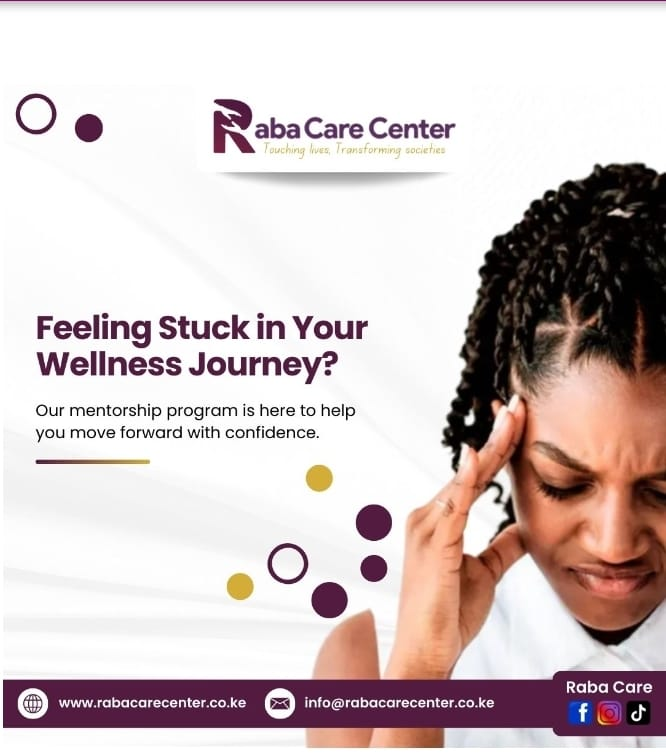 Raba Care Center
Touching lives, Transforming societies
Feeling Stuck in Your
Wellness Journey?
Our mentorship program is here to help
you move forward with confidence.
www.rabacarecenter.co.ke
info@rabacarecenter.co.ke
Raba Care